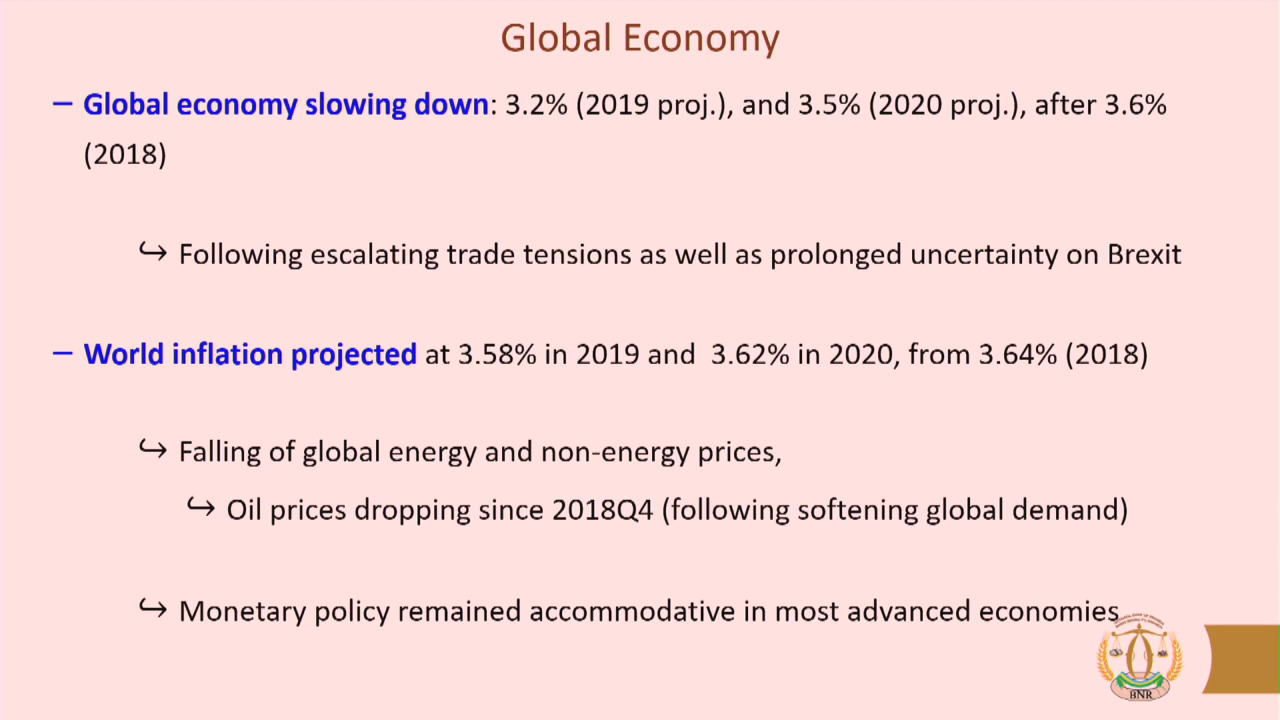 Global Economy
– Global economy slowing down: 3.2% (2019 proj.), and 3.5% (2020 proj.), after 3.6%
(2018)
↪ Following escalating trade tensions as well as prolonged uncertainty on Brexit
– World inflation projected at 3.58% in 2019 and 3.62% in 2020, from 3.64% (2018)
↪ Falling of global energy and non-energy prices,
↪ Oil prices dropping since 2018Q4 (following softening global demand)
↪ Monetary policy remained accommodative in most advanced economies
BNR